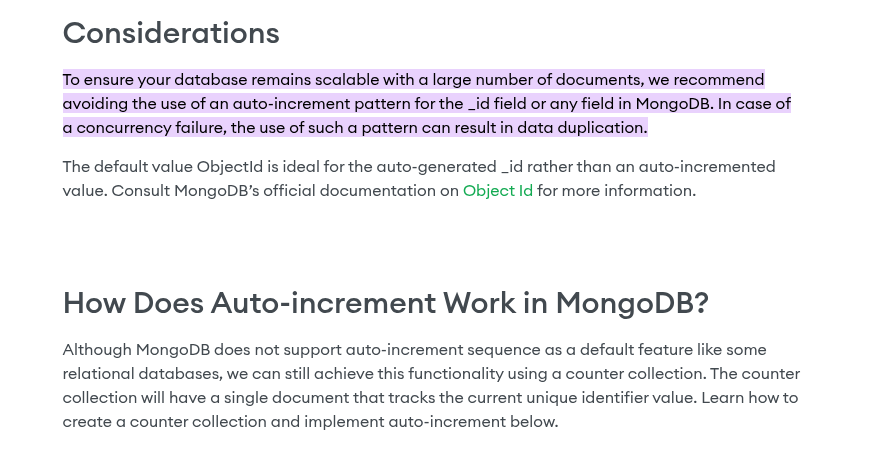 Considerations
To ensure your database remains scalable with a large number of documents, we recommend
avoiding the use of an auto-increment pattern for the _id field or any field in MongoDB. In case of
a concurrency failure, the use of such a pattern can result in data duplication.
The default value ObjectId is ideal for the auto-generated _id rather than an auto-incremented
value. Consult MongoDB’s official documentation on Object Id for more information.
How Does Auto-increment Work in MongoDB?
Although MongoDB does not support auto-increment sequence as a default feature like some
relational databases, we can still achieve this functionality using a counter collection. The counter
collection will have a single document that tracks the current unique identifier value. Learn how to
create a counter collection and implement auto-increment below.